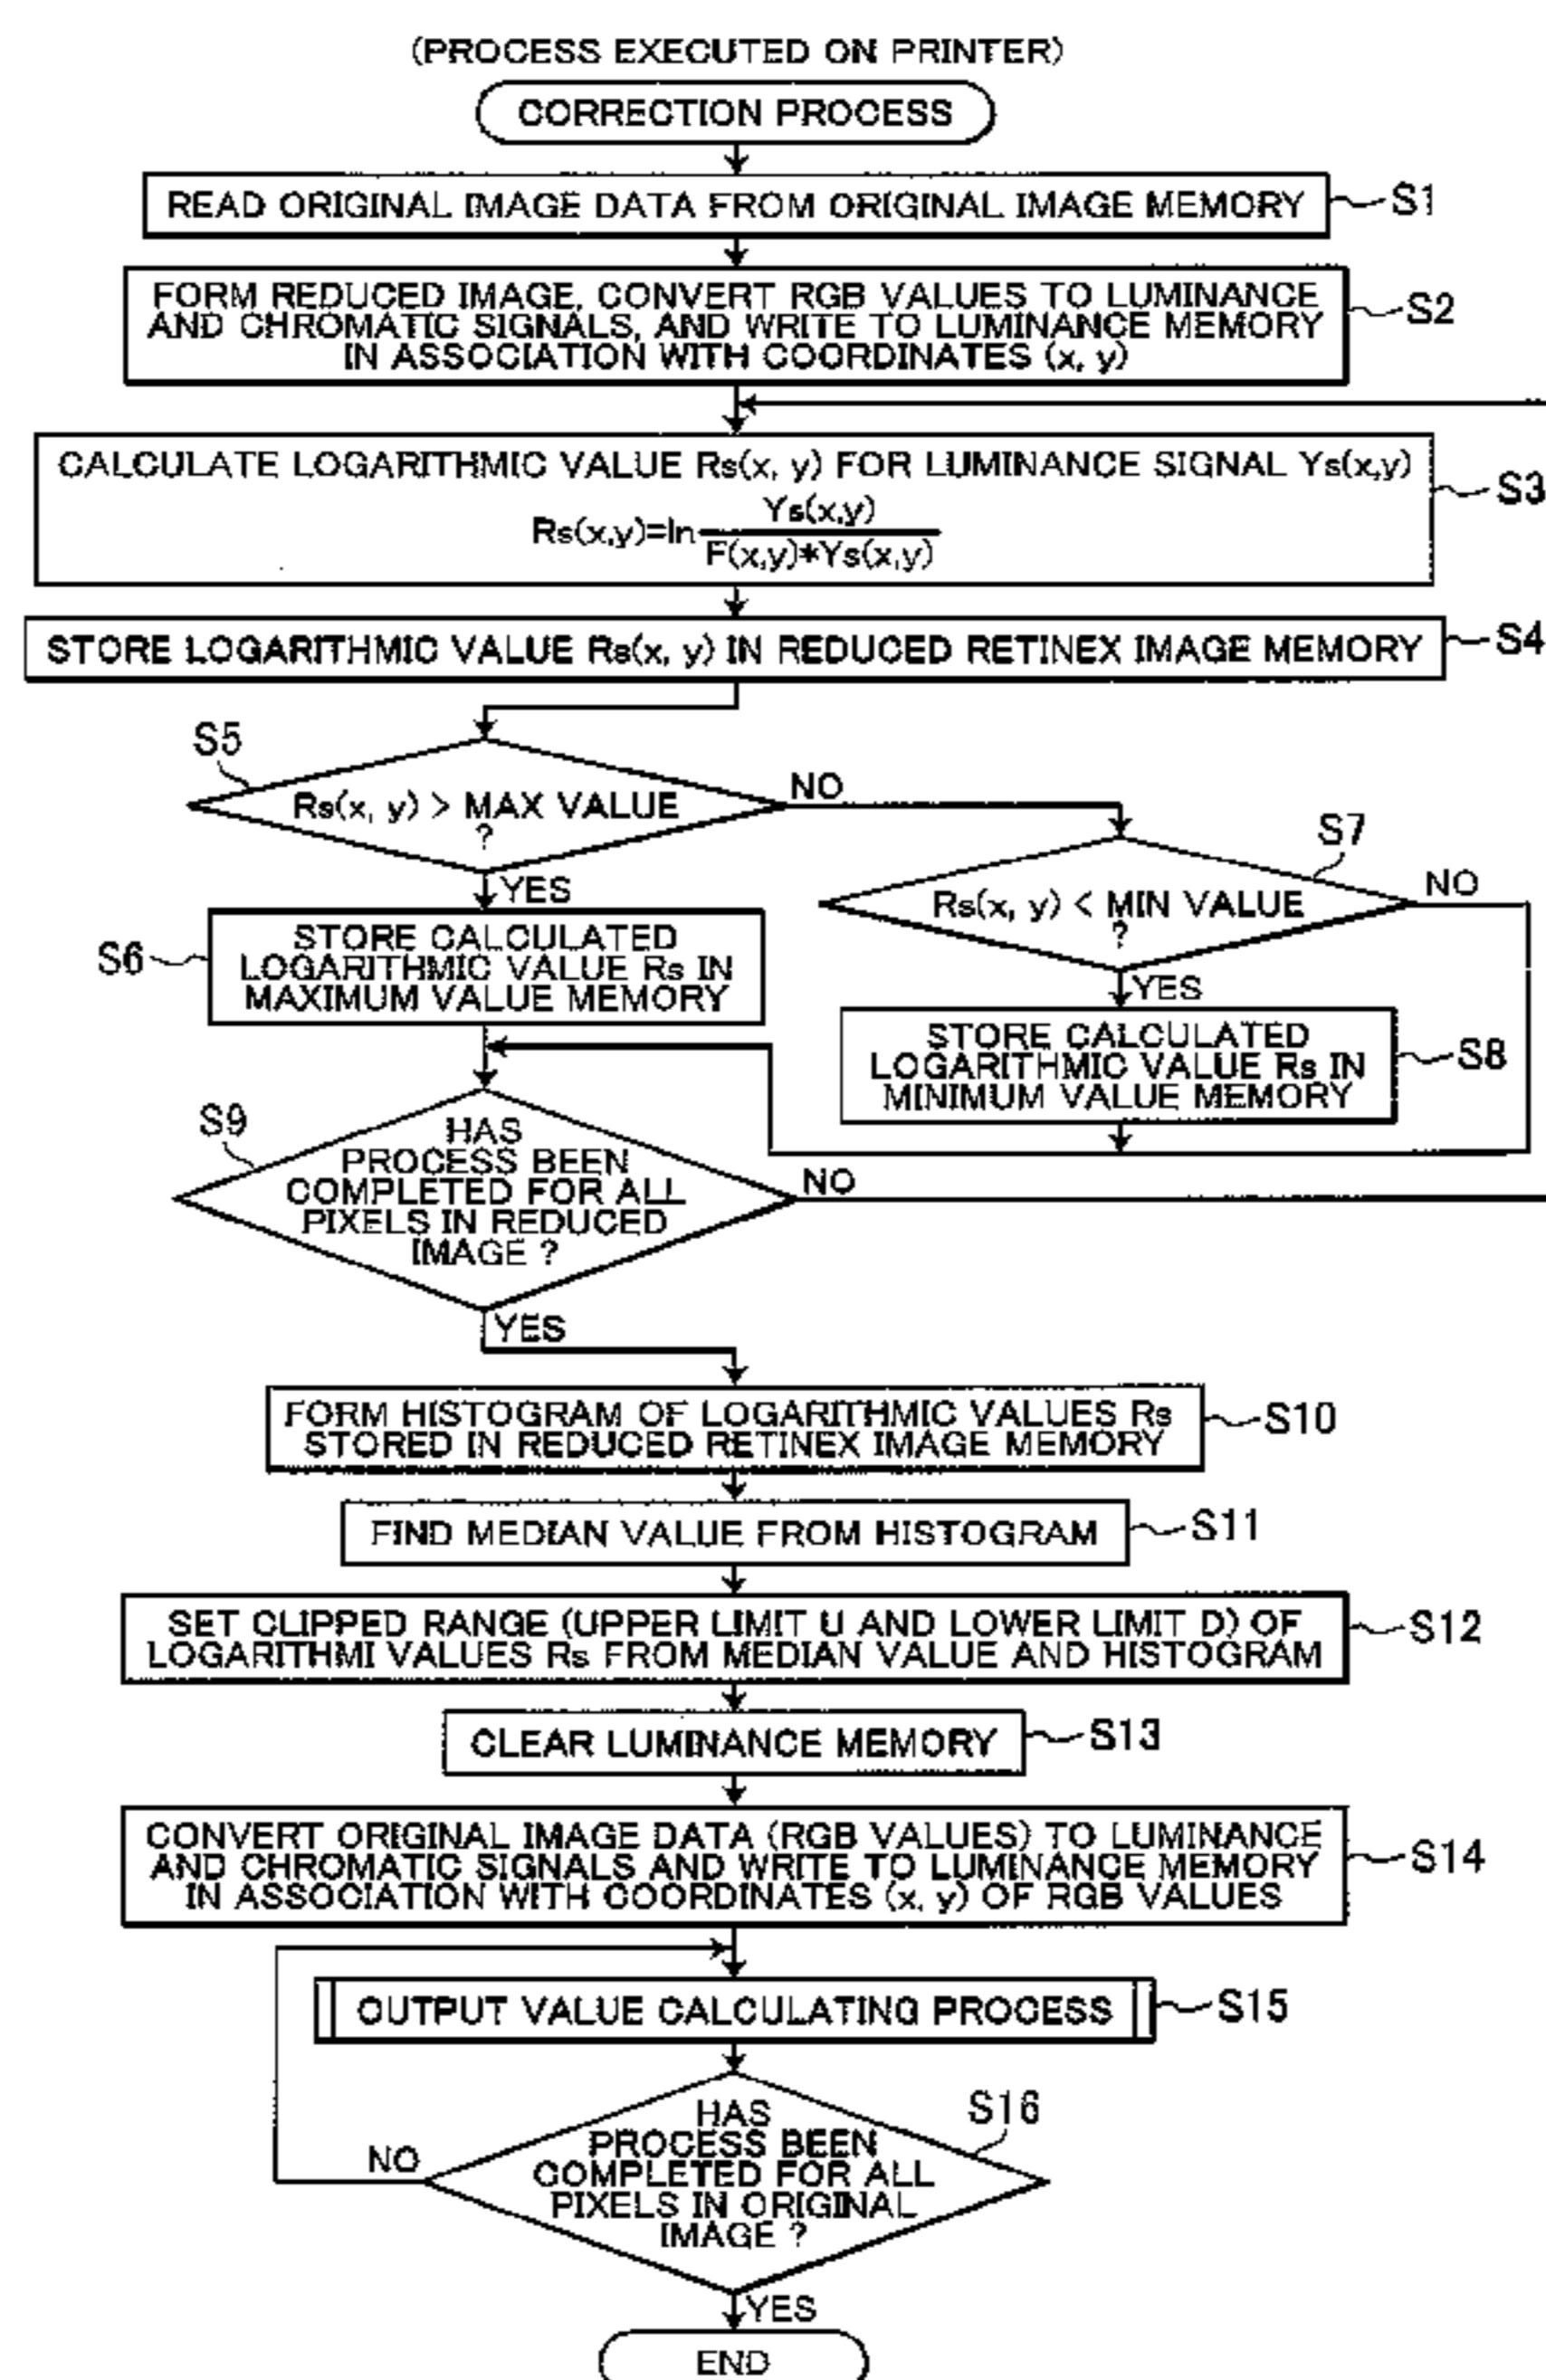 (PROCESS EXECUTED ON PRINTER)
CORRECTION PROCESS
READ ORIGINAL IMAGE DATA FROM ORIGINAL IMAGE MEMORY
S1
FORM REDUCED IMAGE, CONVERT RGB VALUES TO LUMINANCE
AND CHROMATIC SIGNALS, AND WRITE TO LUMINANCE MEMORY
IN ASSOCIATION WITH COORDINATES (x, y)
S2
CALCULATE LOGARITHMIC VALUE Rs(x, y) FOR LUMINANCE SIGNAL Ys(x,y)
Rs(x,y)=ln Ys(x,y)
F(x,y)*Ys(x,y)
S3
STORE LOGARITHMIC VALUE Rs(x, y) IN REDUCED RETINEX IMAGE MEMORY
S4
S5
Rs(x, y) > MAX VALUE
?
NO
YES
S7
Rs(x, y) < MIN VALUE
?
NO
YES
S6
STORE CALCULATED
LOGARITHMIC VALUE Rs IN
MAXIMUM VALUE MEMORY
STORE CALCULATED
LOGARITHMIC VALUE Rs IN
MINIMUM VALUE MEMORY
S8
S9
HAS
PROCESS BEEN
COMPLETED FOR ALL
PIXELS IN REDUCED
IMAGE ?
NO
YES
FORM HISTOGRAM OF LOGARITHMIC VALUES Rs
STORED IN REDUCED RETINEX IMAGE MEMORY
S10
FIND MEDIAN VALUE FROM HISTOGRAM
S11
SET CLIPPED RANGE (UPPER LIMIT U AND LOWER LIMIT D) OF
LOGARITHMI VALUES Rs FROM MEDIAN VALUE AND HISTOGRAM
S12
CLEAR LUMINANCE MEMORY
S13
CONVERT ORIGINAL IMAGE DATA (RGB VALUES) TO LUMINANCE
AND CHROMATIC SIGNALS AND WRITE TO LUMINANCE MEMORY
IN ASSOCIATION WITH COORDINATES (x, y) OF RGB VALUES
S14
OUTPUT VALUE CALCULATING PROCESS
S15
HAS
PROCESS BEEN
COMPLETED FOR ALL
PIXELS IN ORIGINAL
IMAGE ?
S16
NO
YES
END